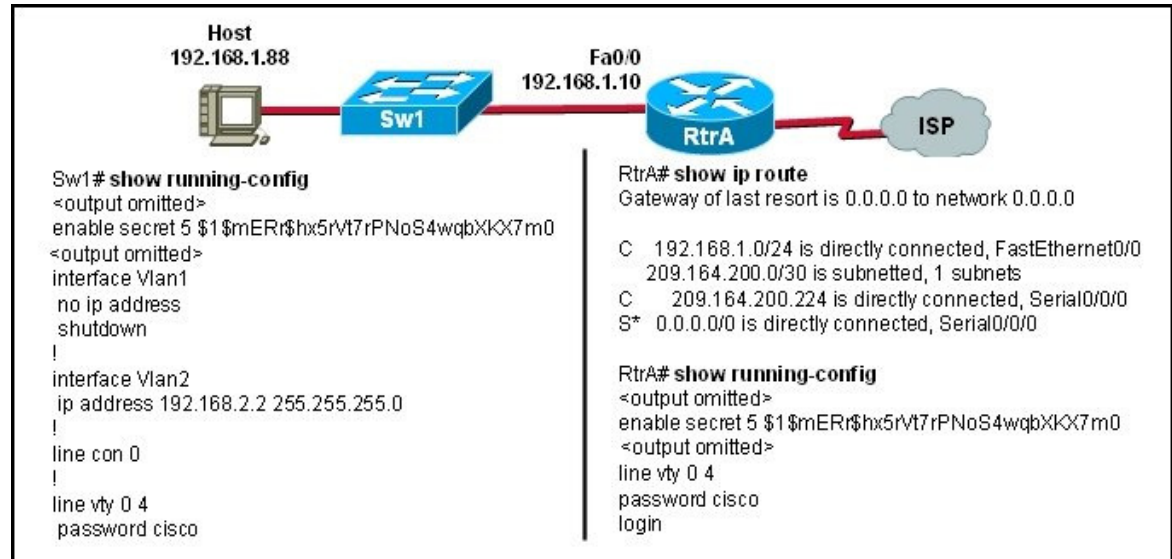 Host
192.168.1.88
Fa0/0
192.168.1.10
Sw1
RtrA
ISP
Sw1# show running-config
<output omitted>
enable secret 5 $1$mERr$hx5rVt7rPNoS4wqbXKX7m0
<output omitted>
interface Vlan1
no ip address
shutdown
!
interface Vlan2
ip address 192.168.2.2 255.255.255.0
!
line con 0
!
line vty 0 4
password cisco
RtrA# show ip route
Gateway of last resort is 0.0.0.0 to network 0.0.0.0
C 192.168.1.0/24 is directly connected, FastEthernet0/0
209.164.200.0/30 is subnetted, 1 subnets
C 209.164.200.224 is directly connected, Serial0/0/0
S* 0.0.0.0/0 is directly connected, Serial0/0/0
RtrA# show running-config
<output omitted>
enable secret 5 $1$mERr$hx5rVt7rPNoS4wqbXKX7m0
<output omitted>
line vty 0 4
password cisco
login